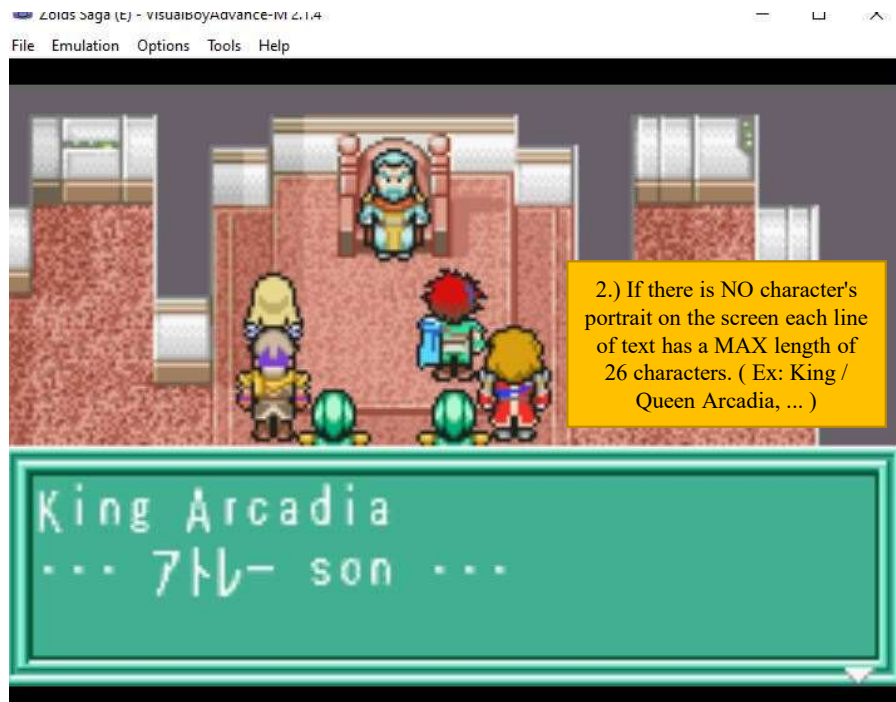 Zoids Saga (E) - VisualBoyAdvance-M 2.1.4
File Emulation Options Tools Help
2.) If there is NO character's
portrait on the screen each line
of text has a MAX length of
26 characters. ( Ex: King /
Queen Arcadia, ... )
King Arcadia
... アトレー son ...